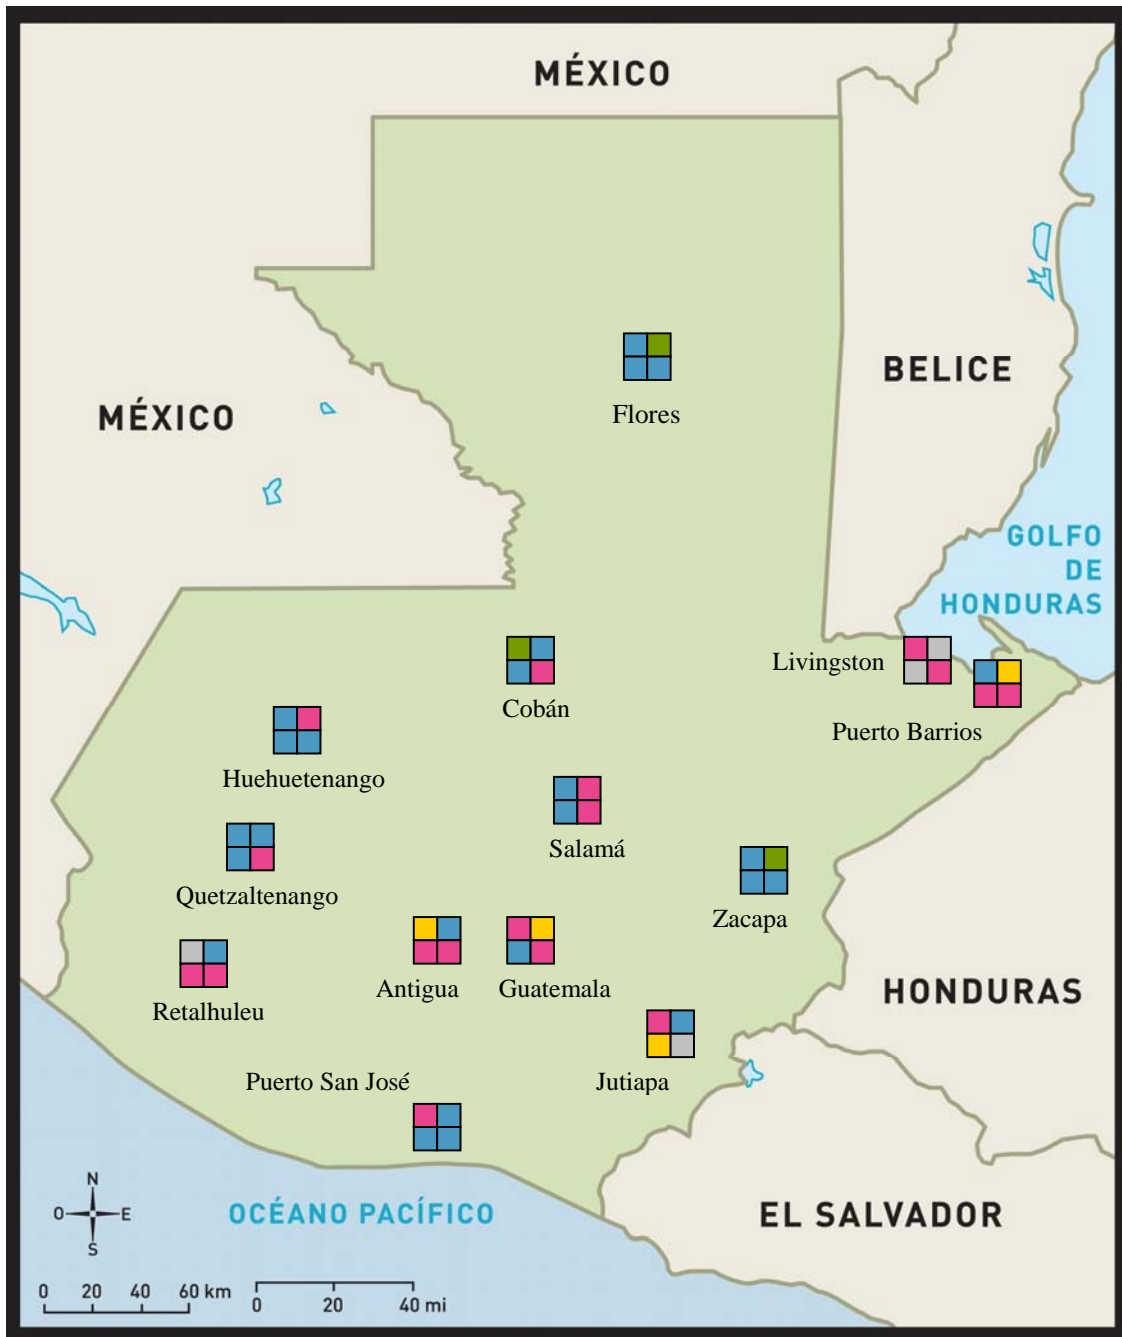 MÉXICO
BELICE
MÉXICO
Flores
GOLFO
DE
HONDURAS
Livingston
Cobán
Puerto Barrios
Huehuetenango
Salamá
Quetzaltenango
Zacapa
Antigua
Guatemala
Retalhuleu
HONDURAS
Puerto San José
Jutiapa
N
O
E
S
OCÉANO PACÍFICO
EL SALVADOR
0 20 40 60 km
0 20 40 mi